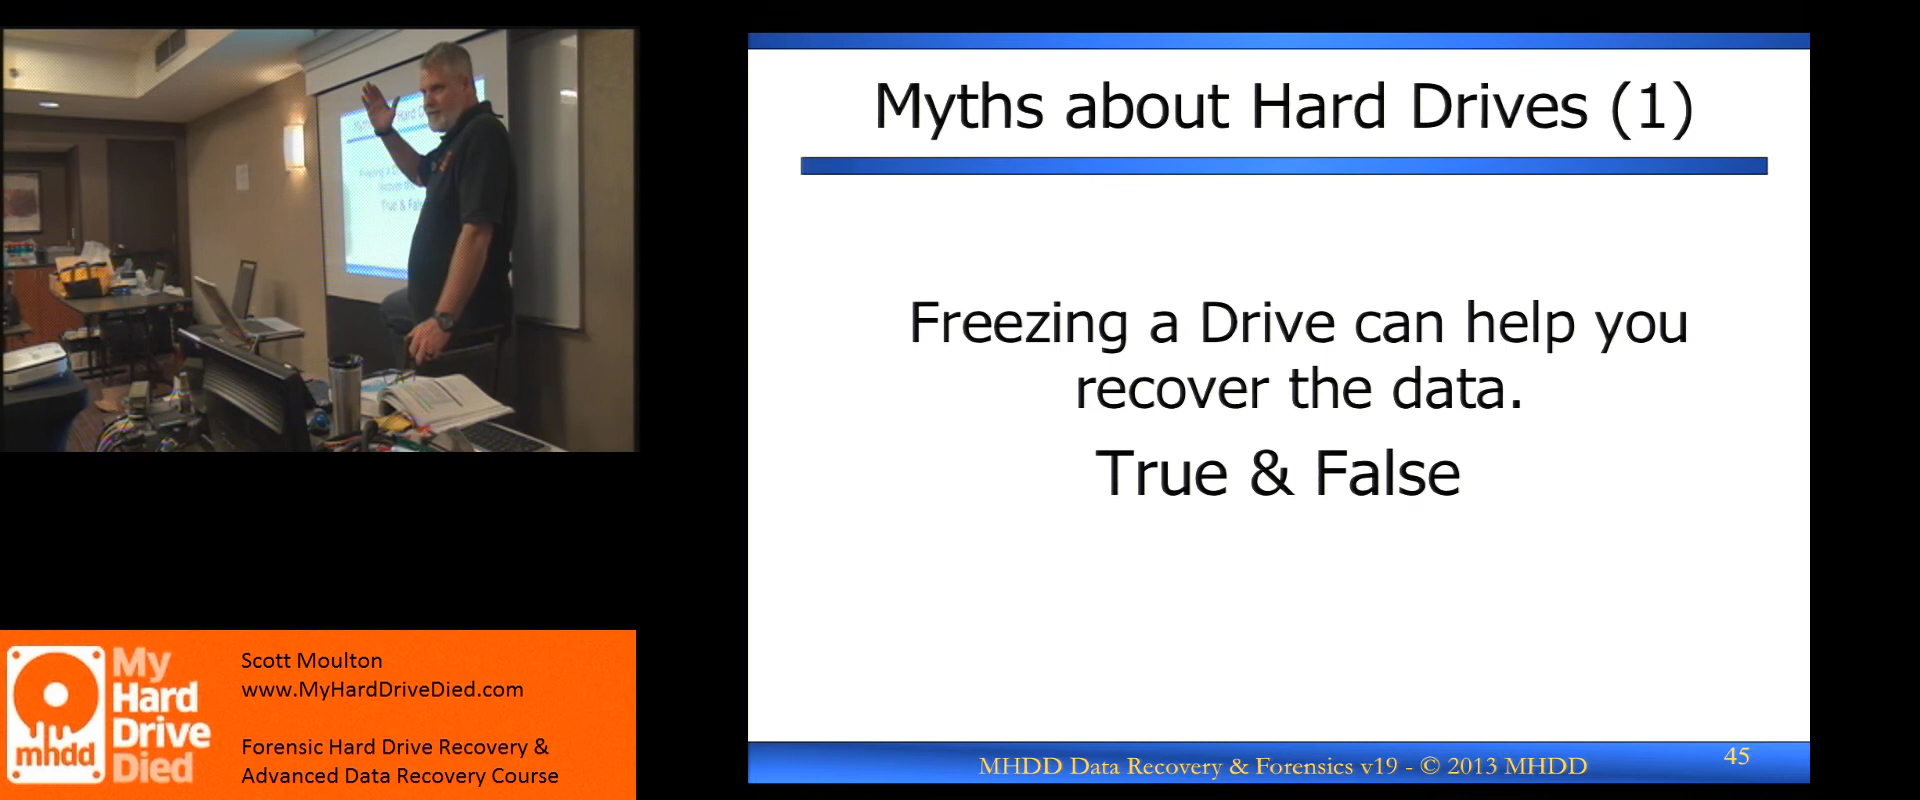 Myths about Hard Drives (1)
Freezing a Drive can help you
recover the data.
True & False
MHDD Data Recovery & Forensics v19 - © 2013 MHDD
45
My
Hard
Drive
Died
mhdd
Scott Moulton
www.MyHardDriveDied.com
Forensic Hard Drive Recovery &
Advanced Data Recovery Course